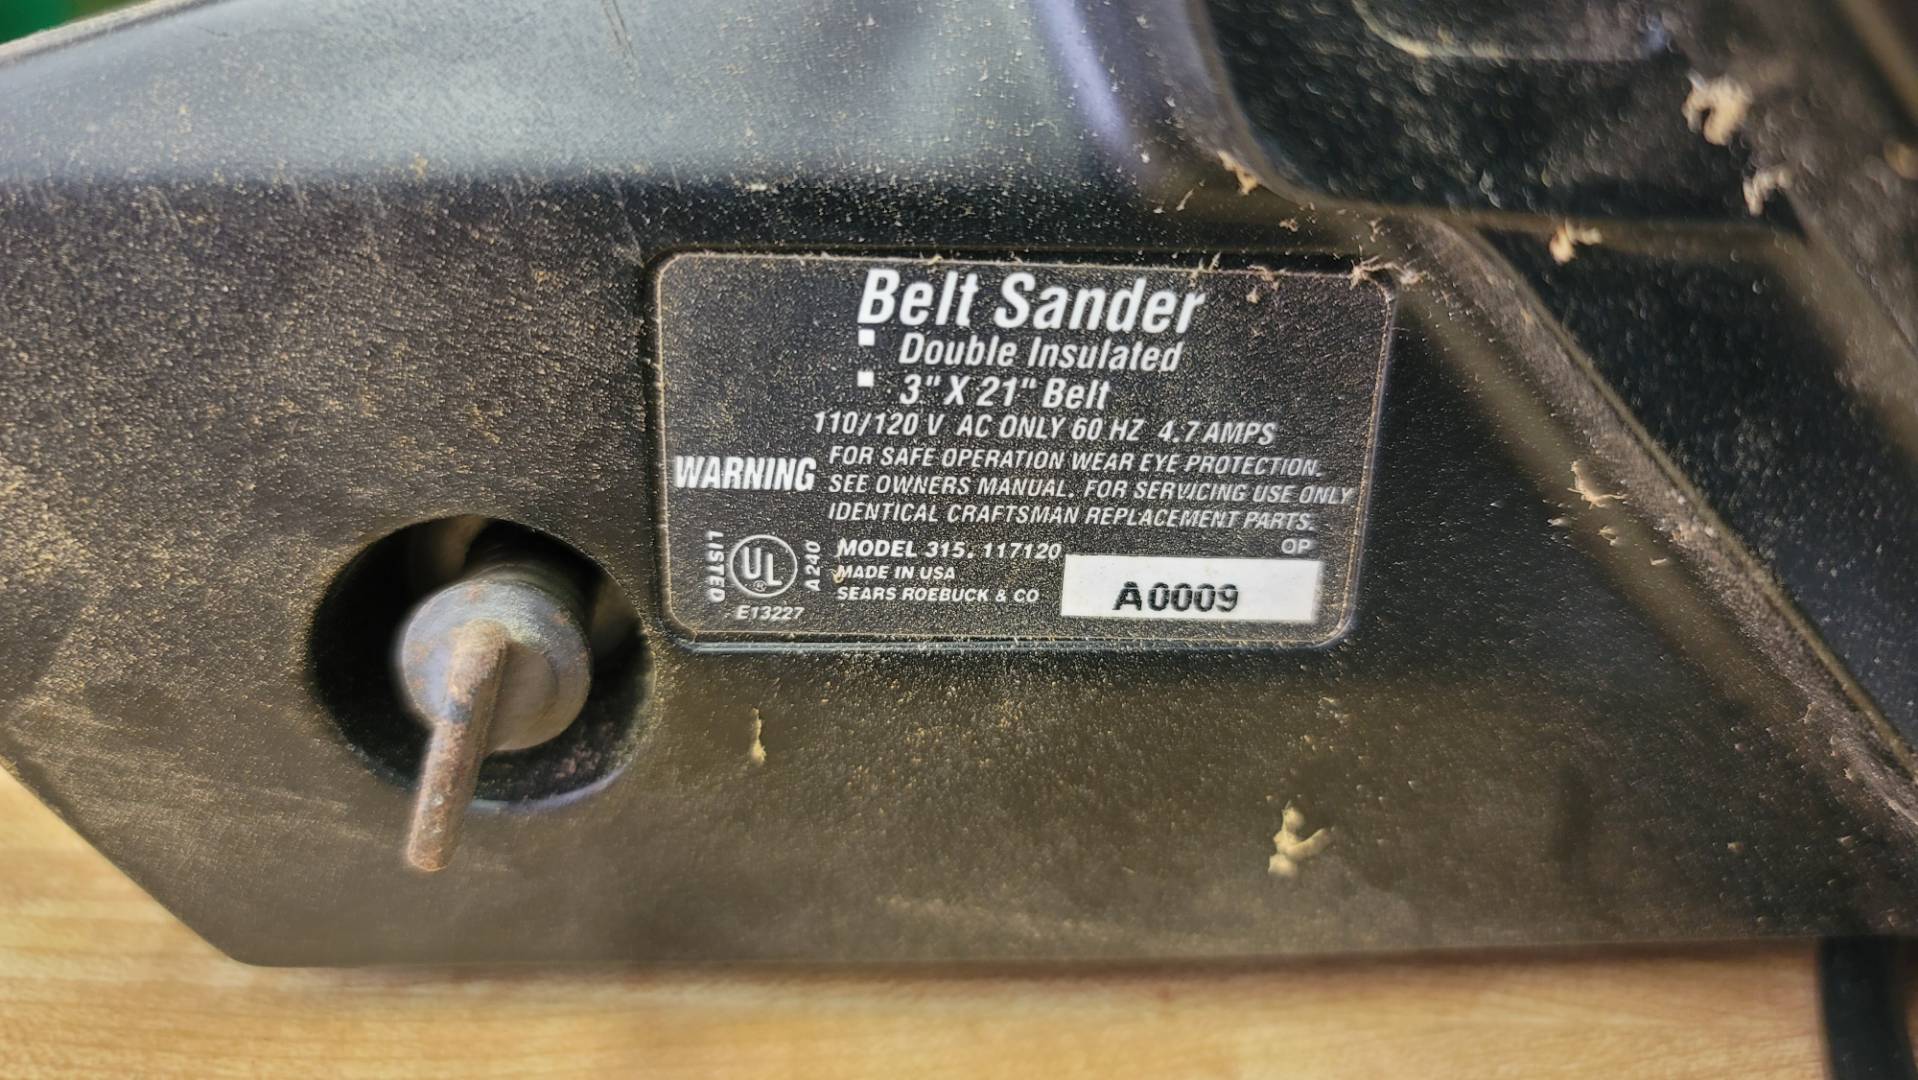 Belt Sander
▪ Double Insulated
▪ 3" X 21" Belt
110/120 V AC ONLY 60 HZ 4.7 AMPS
WARNING
FOR SAFE OPERATION WEAR EYE PROTECTION.
SEE OWNERS MANUAL. FOR SERVICING USE ONLY
IDENTICAL CRAFTSMAN REPLACEMENT PARTS.
LISTED
UL
A240
E13227
MODEL 315. 117120
MADE IN USA
SEARS ROEBUCK & CO
OP
A0009